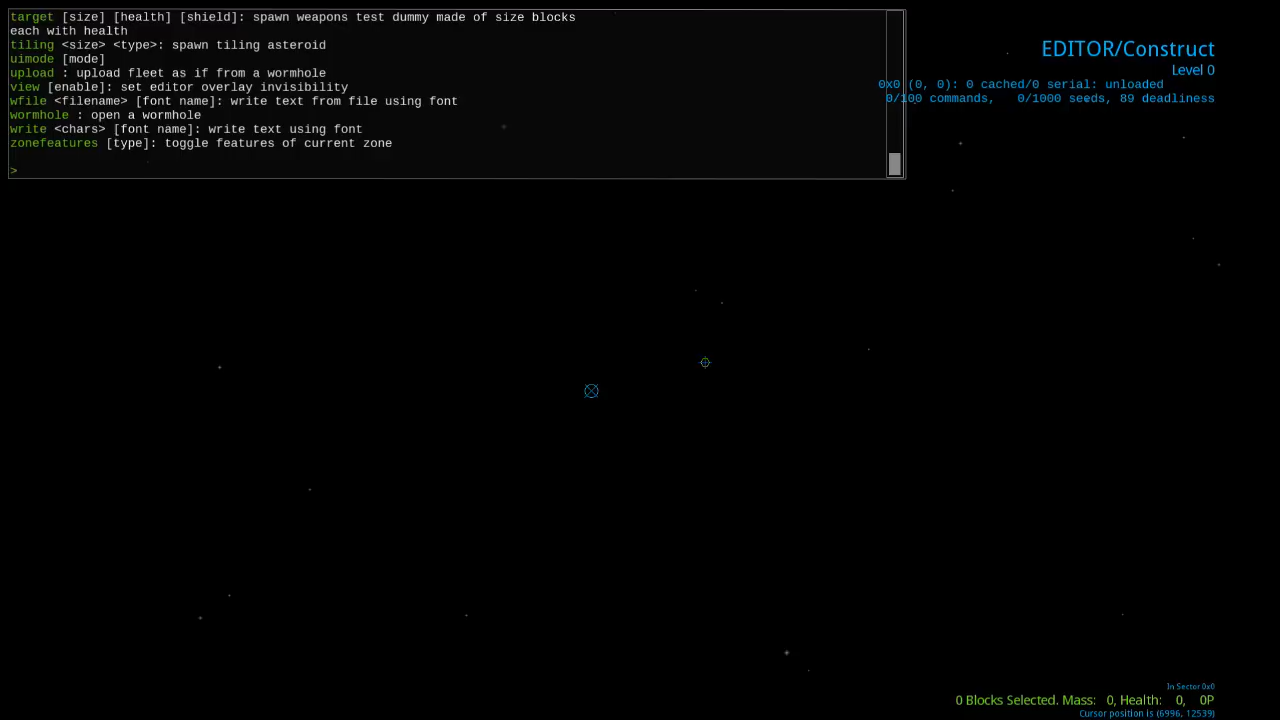 target [size] [health] [shield]: spawn weapons test dummy made of size blocks
each with health
tiling <size> <type>: spawn tiling asteroid
uimode [mode]
upload : upload fleet as if from a wormhole
view [enable]: set editor overlay invisibility
wfile <filename> [font name]: write text from file using font
wormhole : open a wormhole
write <chars> [font name]: write text using font
zonefeatures [type]: toggle features of current zone
>
EDITOR/Construct
Level 0
0x0 (0, 0): 0 cached/0 serial: unloaded
0/100 commands, 0/1000 seeds, 89 deadliness
In Sector 0x0
0 Blocks Selected. Mass: 0, Health: 0, 0P
Cursor position is (6996, 12539)